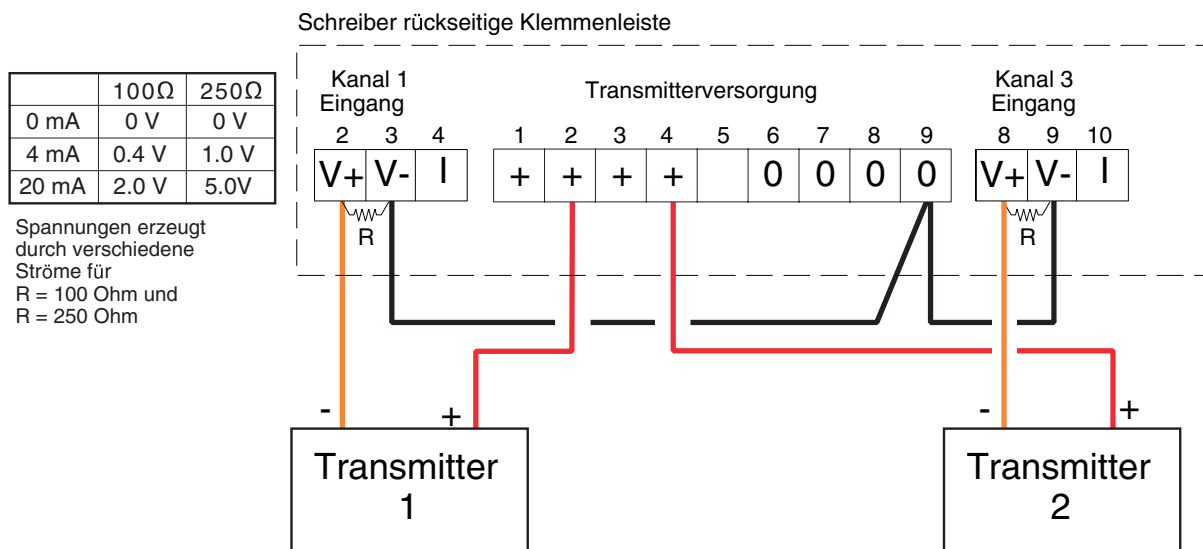 Schreiber rückseitige Klemmenleiste
100Ω 250Ω
0 mA 0 V 0 V
4 mA 0.4 V 1.0 V
20 mA 2.0 V 5.0V
Spannungen erzeugt
durch verschiedene
Ströme für
R = 100 Ohm und
R = 250 Ohm
Kanal 1
Eingang
2 3 4
V+ V- I
R
Transmitterversorgung
1 2 3 4 5 6 7 8 9
+ + + + 0 0 0 0
Kanal 3
Eingang
8 9 10
V+ V- I
R
- +
Transmitter
1
- +
Transmitter
2